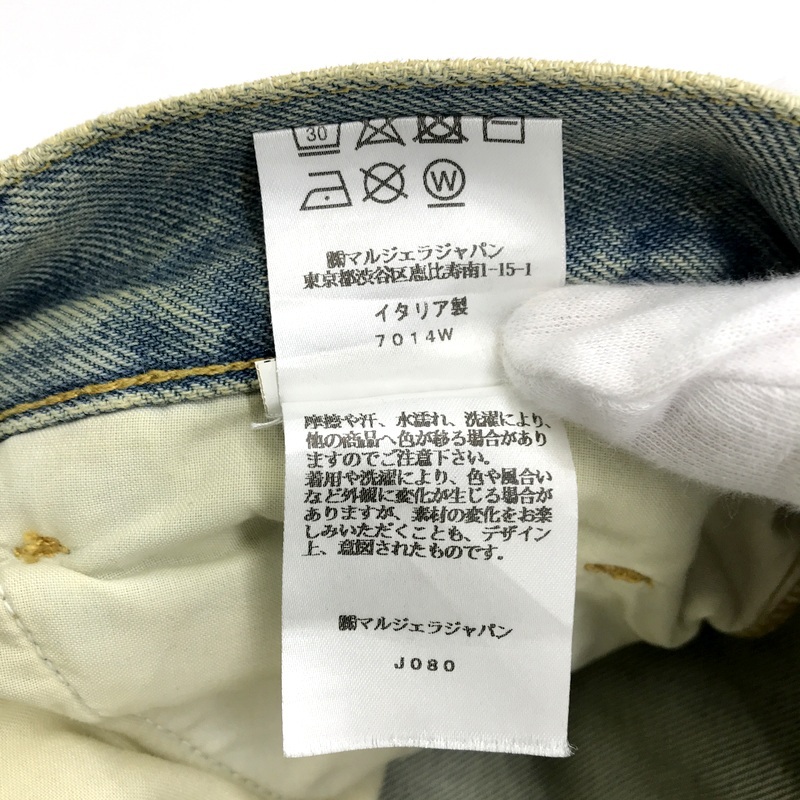 30
W
㈱マルジェラジャパン
東京都渋谷区恵比寿南1-15-1
イタリア製
7014W
摩擦や汗、水濡れ、洗濯により、
他の商品へ色が移る場合があり
ますのでご注意下さい。
着用や洗濯により、色や風合い
など外観に変化が生じる場合が
ありますが、素材の変化をお楽
しみいただくことも、デザイン
上、意図されたものです。
㈱マルジェラジャパン
J080